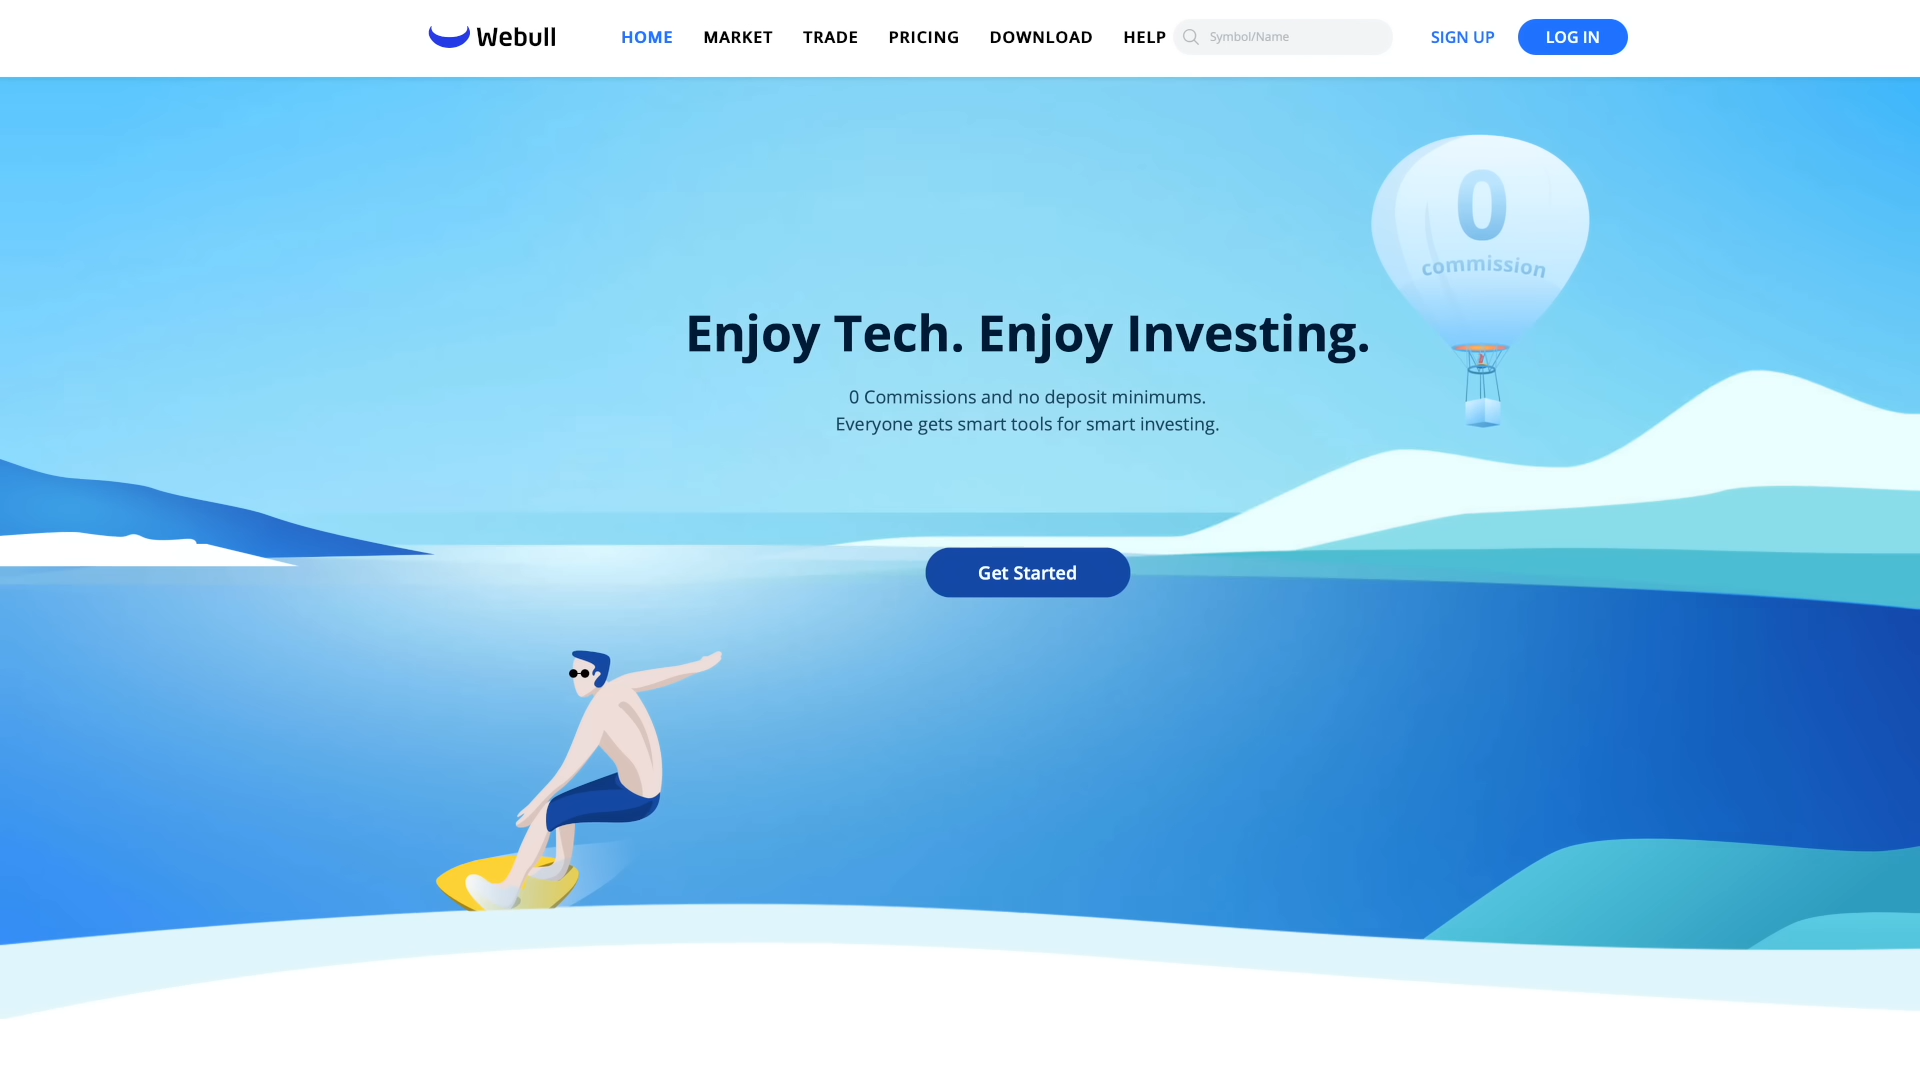 Webull
HOME MARKET TRADE PRICING DOWNLOAD HELP
Symbol/Name
SIGN UP
LOG IN
0
commission
Enjoy Tech. Enjoy Investing.
0 Commissions and no deposit minimums.
Everyone gets smart tools for smart investing.
Get Started